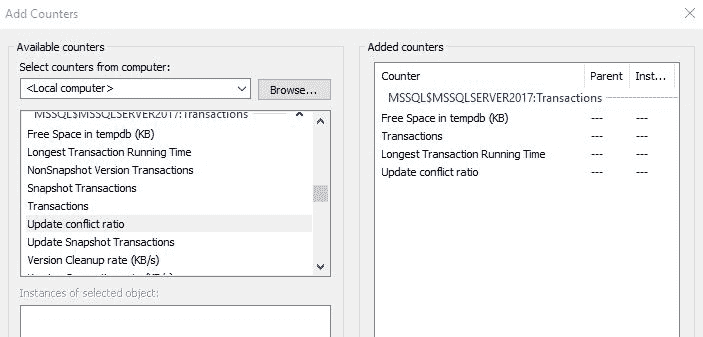 Add Counters
Available counters
Select counters from computer:
<Local computer>
Browse...
MSSQL$MSSQLSERVER2017:Transactions
Free Space in tempdb (KB)
Longest Transaction Running Time
NonSnapshot Version Transactions
Snapshot Transactions
Transactions
Update conflict ratio
Update Snapshot Transactions
Version Cleanup rate (KB/s)
Instances of selected object:
Added counters
Counter Parent Inst...
MSSQL$MSSQLSERVER2017:Transactions
Free Space in tempdb (KB) --- ---
Transactions --- ---
Longest Transaction Running Time --- ---
Update conflict ratio --- ---